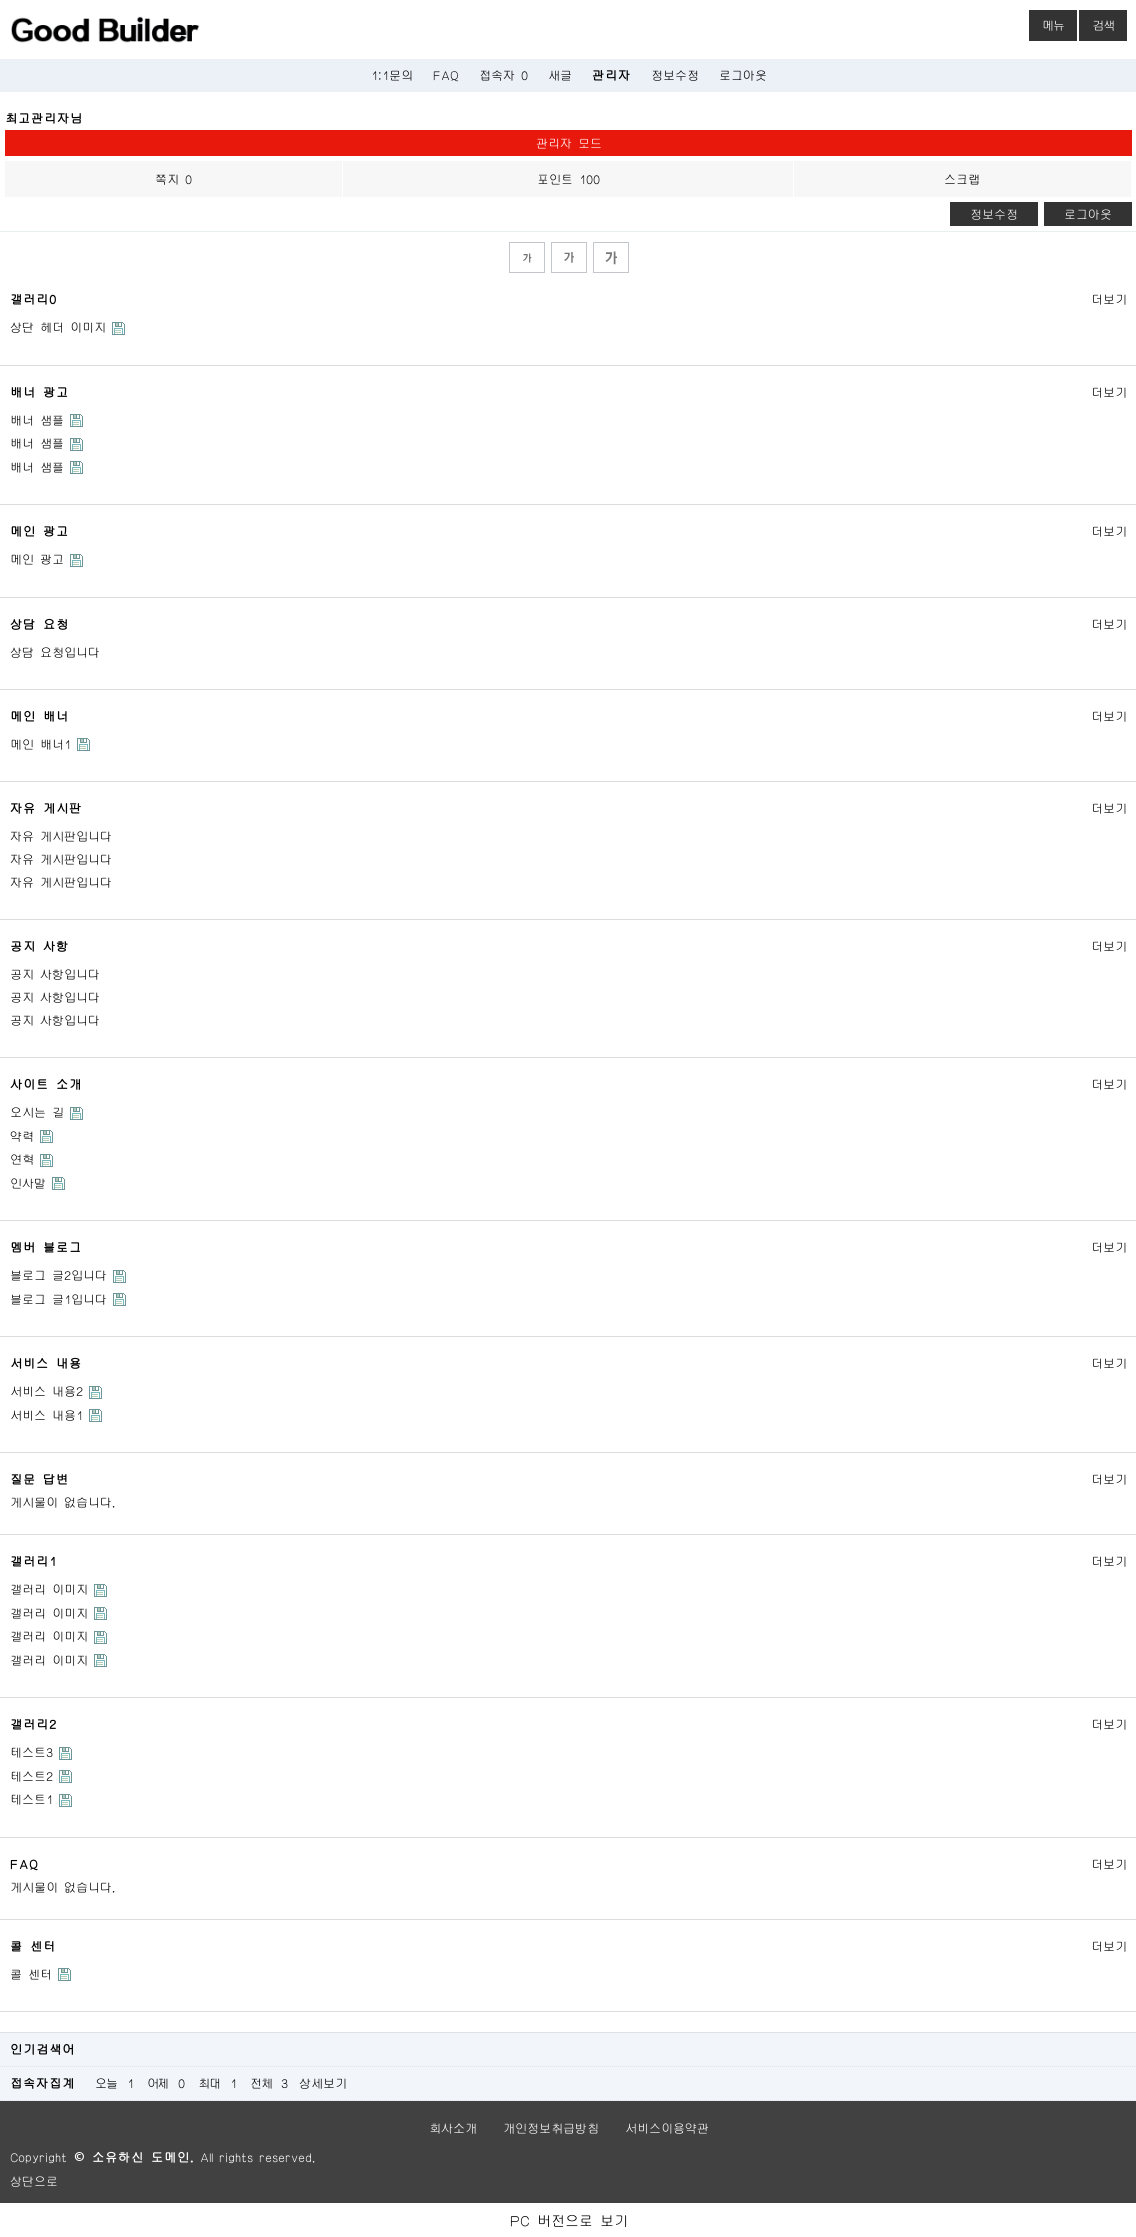 Good Builder
메뉴 검색
1:1문의 FAQ 접속자 0 새글 관리자 정보수정 로그아웃
최고관리자님
관리자 모드
쪽지 0 포인트 100 스크랩
정보수정 로그아웃
가 가 가
갤러리0 더보기
상단 헤더 이미지
배너 광고 더보기
배너 샘플
배너 샘플
배너 샘플
메인 광고 더보기
메인 광고
상담 요청 더보기
상담 요청입니다
메인 배너 더보기
메인 배너1
자유 게시판 더보기
자유 게시판입니다
자유 게시판입니다
자유 게시판입니다
공지 사항 더보기
공지 사항입니다
공지 사항입니다
공지 사항입니다
사이트 소개 더보기
오시는 길
약력
연혁
인사말
멤버 블로그 더보기
블로그 글2입니다
블로그 글1입니다
서비스 내용 더보기
서비스 내용2
서비스 내용1
질문 답변 더보기
게시물이 없습니다.
갤러리1 더보기
갤러리 이미지
갤러리 이미지
갤러리 이미지
갤러리 이미지
갤러리2 더보기
테스트3
테스트2
테스트1
FAQ 더보기
게시물이 없습니다.
콜 센터 더보기
콜 센터
인기검색어
접속자집계 오늘 1 어제 0 최대 1 전체 3 상세보기
회사소개 개인정보취급방침 서비스이용약관
Copyright © 소유하신 도메인. All rights reserved.
상단으로
PC 버전으로 보기